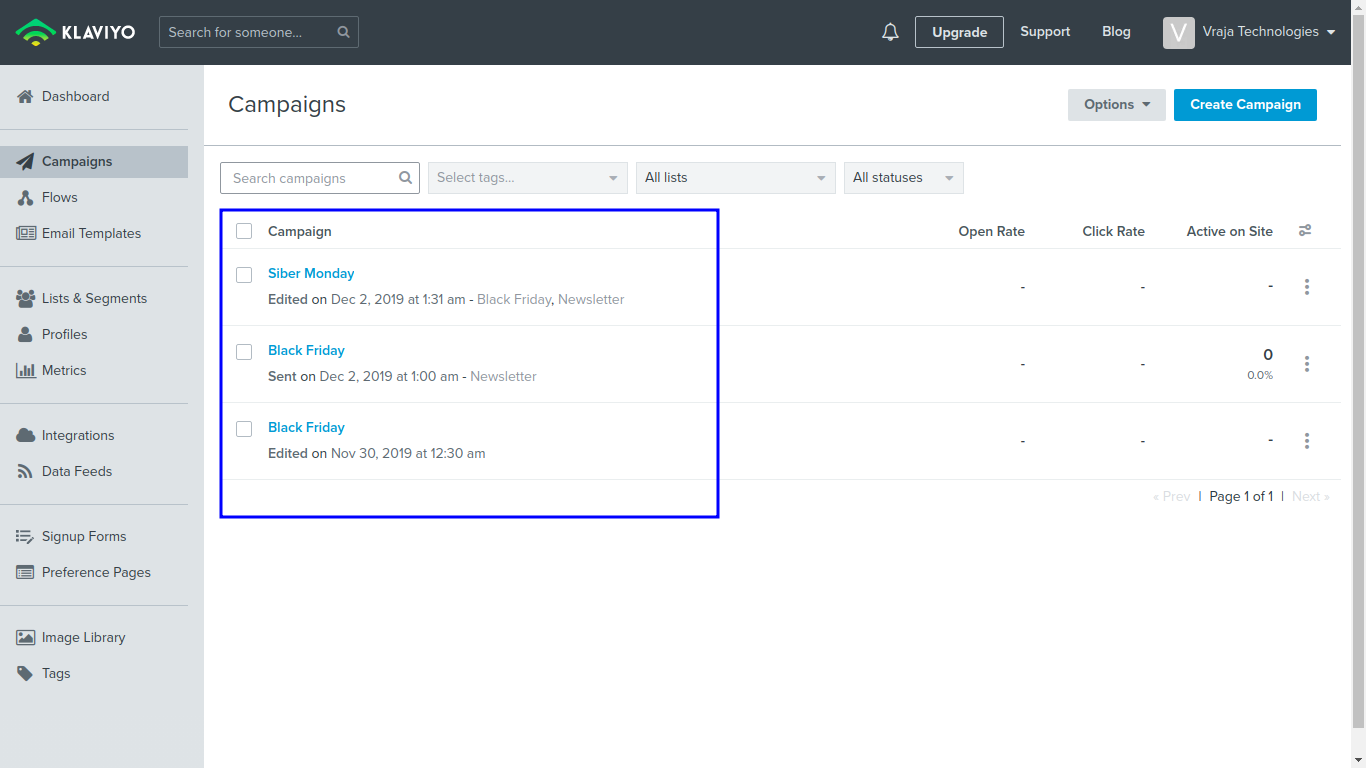 KLAVIYO Search for someone... Upgrade Support Blog V Vraja Technologies
Dashboard
Campaigns
Flows
Email Templates
Lists & Segments
Profiles
Metrics
Integrations
Data Feeds
Signup Forms
Preference Pages
Image Library
Tags
Campaigns Options Create Campaign
Search campaigns Select tags... All lists All statuses
Campaign Open Rate Click Rate Active on Site
Siber Monday
Edited on Dec 2, 2019 at 1:31 am - Black Friday, Newsletter - - -
Black Friday
Sent on Dec 2, 2019 at 1:00 am - Newsletter - - 0
0.0%
Black Friday
Edited on Nov 30, 2019 at 12:30 am - - -
« Prev | Page 1 of 1 | Next »